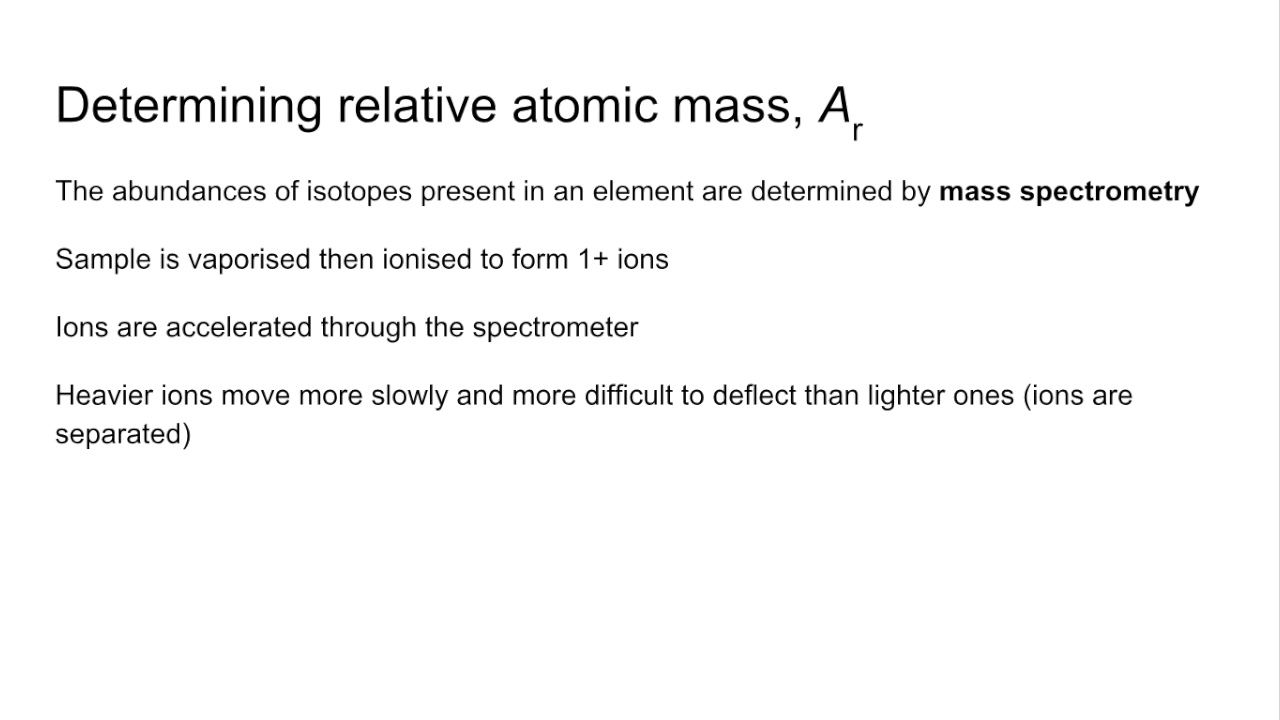 Determining relative atomic mass, Ar
The abundances of isotopes present in an element are determined by mass spectrometry
Sample is vaporised then ionised to form 1+ ions
Ions are accelerated through the spectrometer
Heavier ions move more slowly and more difficult to deflect than lighter ones (ions are
separated)